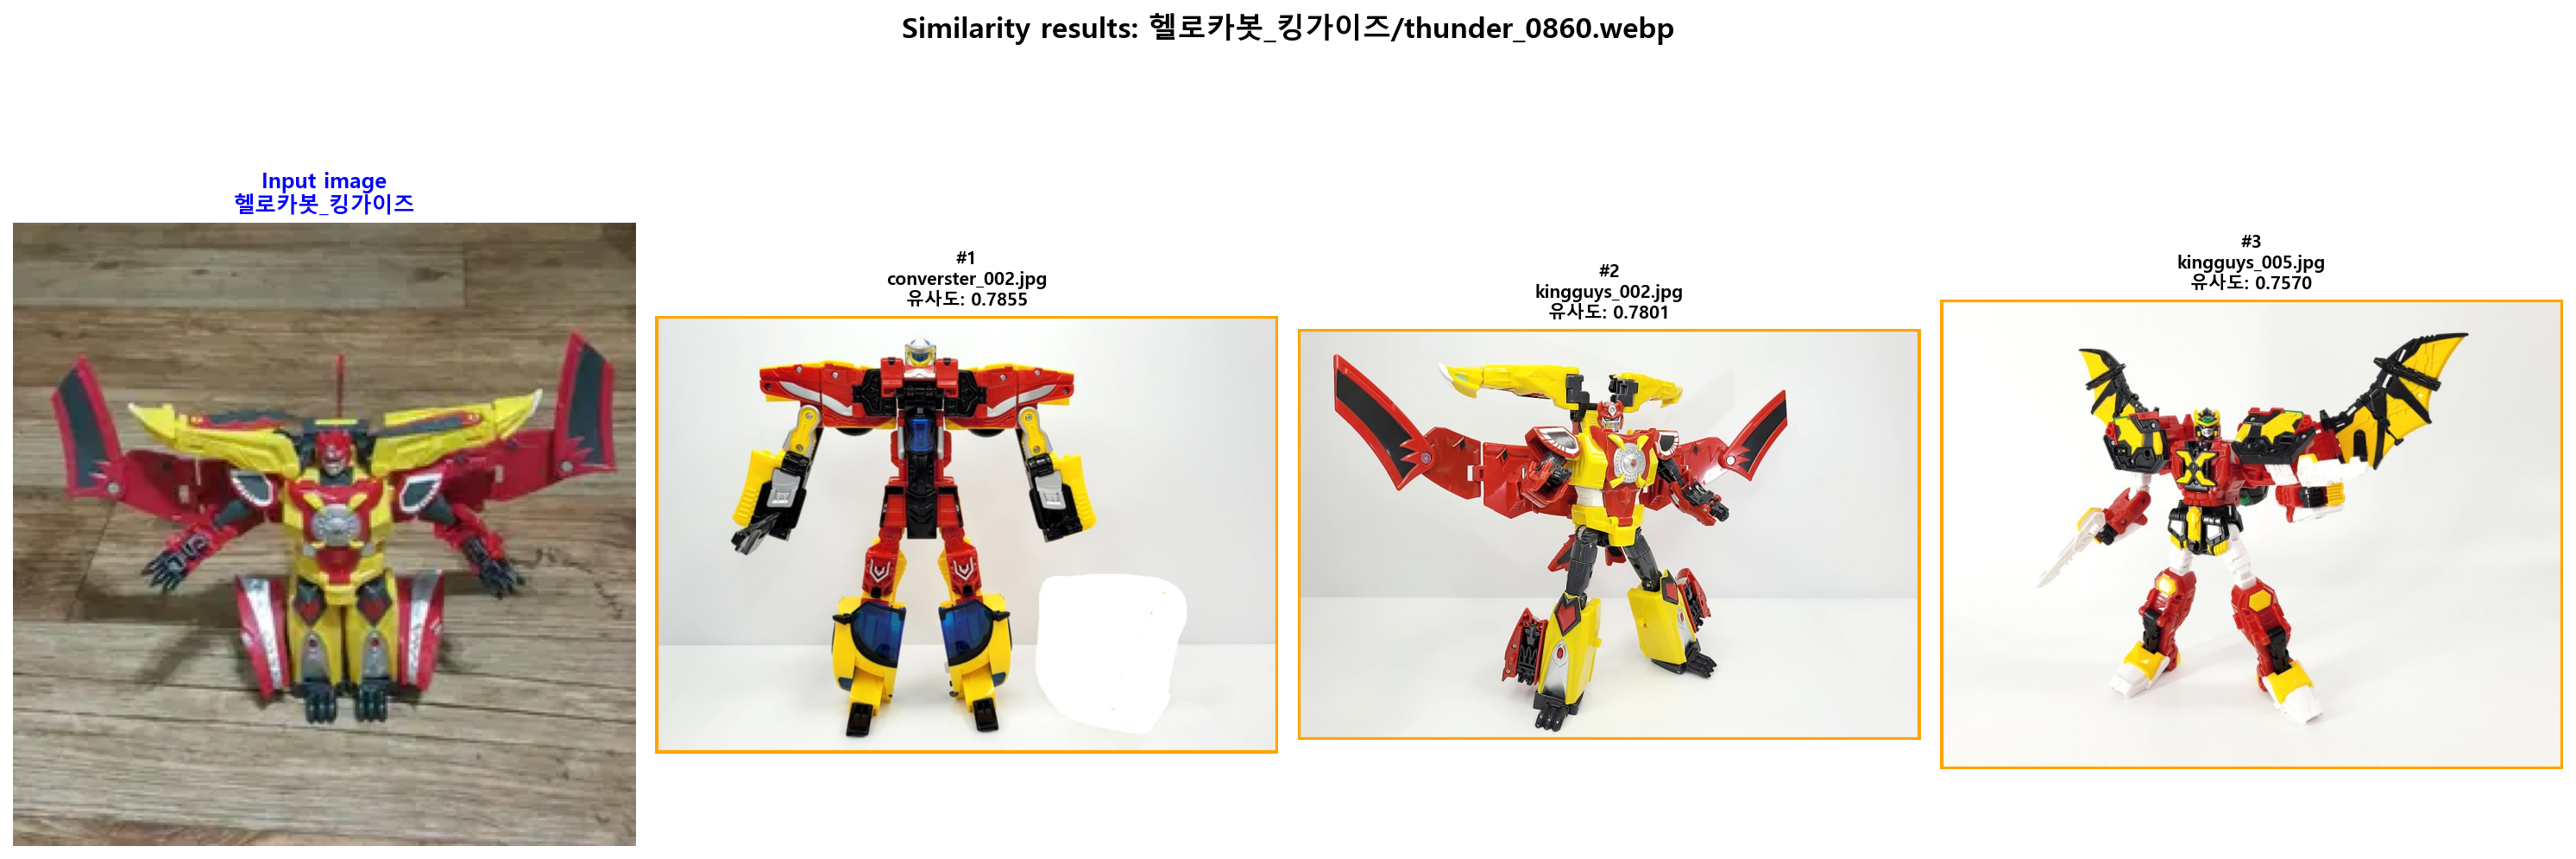 Similarity results: 헬로카봇_킹가이즈/thunder_0860.webp
Input image
헬로카봇_킹가이즈
#1
converster_002.jpg
유사도: 0.7855
#2
kingguys_002.jpg
유사도: 0.7801
#3
kingguys_005.jpg
유사도: 0.7570